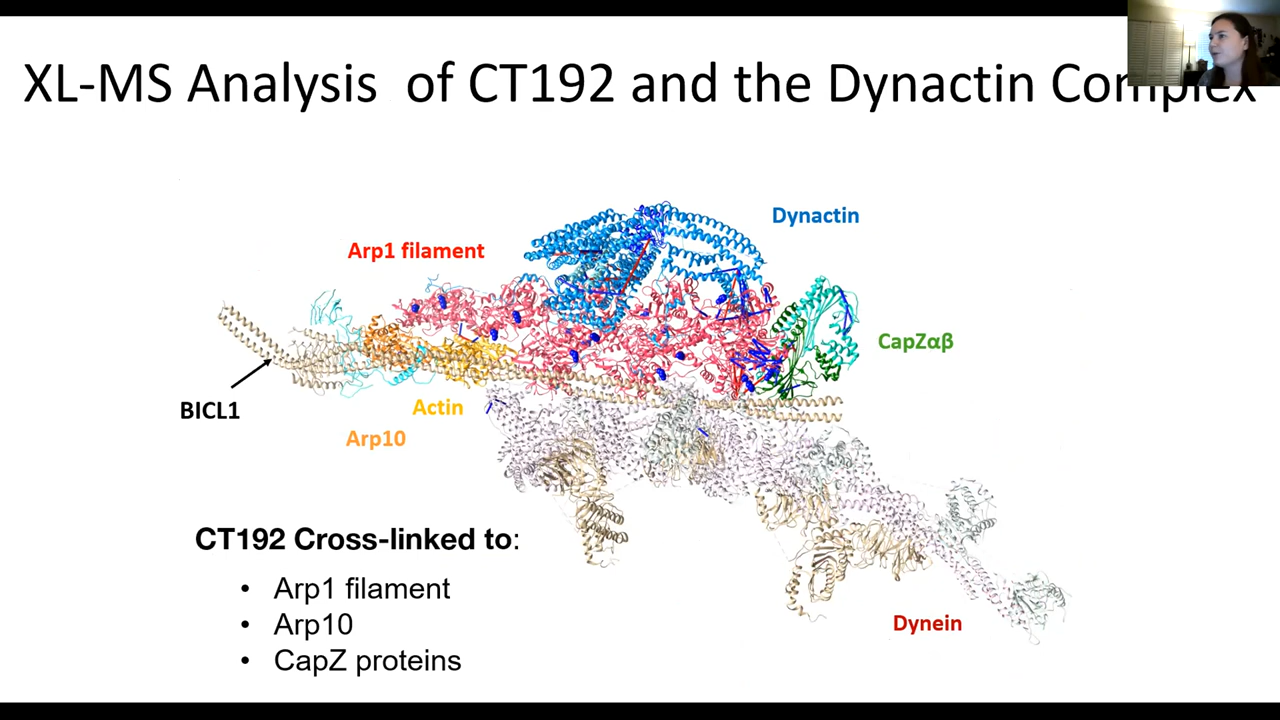 XL-MS Analysis of CT192 and the Dynactin Complex
Dynactin
Arp1 filament
CapZαβ
BICL1
Actin
Arp10
CT192 Cross-linked to:
• Arp1 filament
• Arp10
• CapZ proteins
Dynein